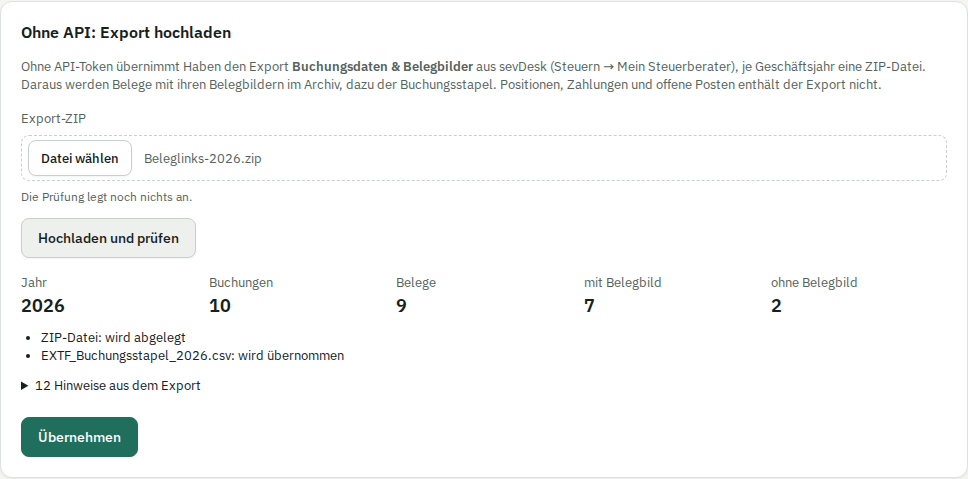 Ohne API: Export hochladen
Ohne API-Token übernimmt Haben den Export Buchungsdaten & Belegbilder aus sevDesk (Steuern → Mein Steuerberater), je Geschäftsjahr eine ZIP-Datei.
Daraus werden Belege mit ihren Belegbildern im Archiv, dazu der Buchungsstapel. Positionen, Zahlungen und offene Posten enthält der Export nicht.
Export-ZIP
Datei wählen Beleglinks-2026.zip
Die Prüfung legt noch nichts an.
Hochladen und prüfen
Jahr Buchungen Belege mit Belegbild ohne Belegbild
2026 10 9 7 2
• ZIP-Datei: wird abgelegt
• EXTF_Buchungsstapel_2026.csv: wird übernommen
▶ 12 Hinweise aus dem Export
Übernehmen